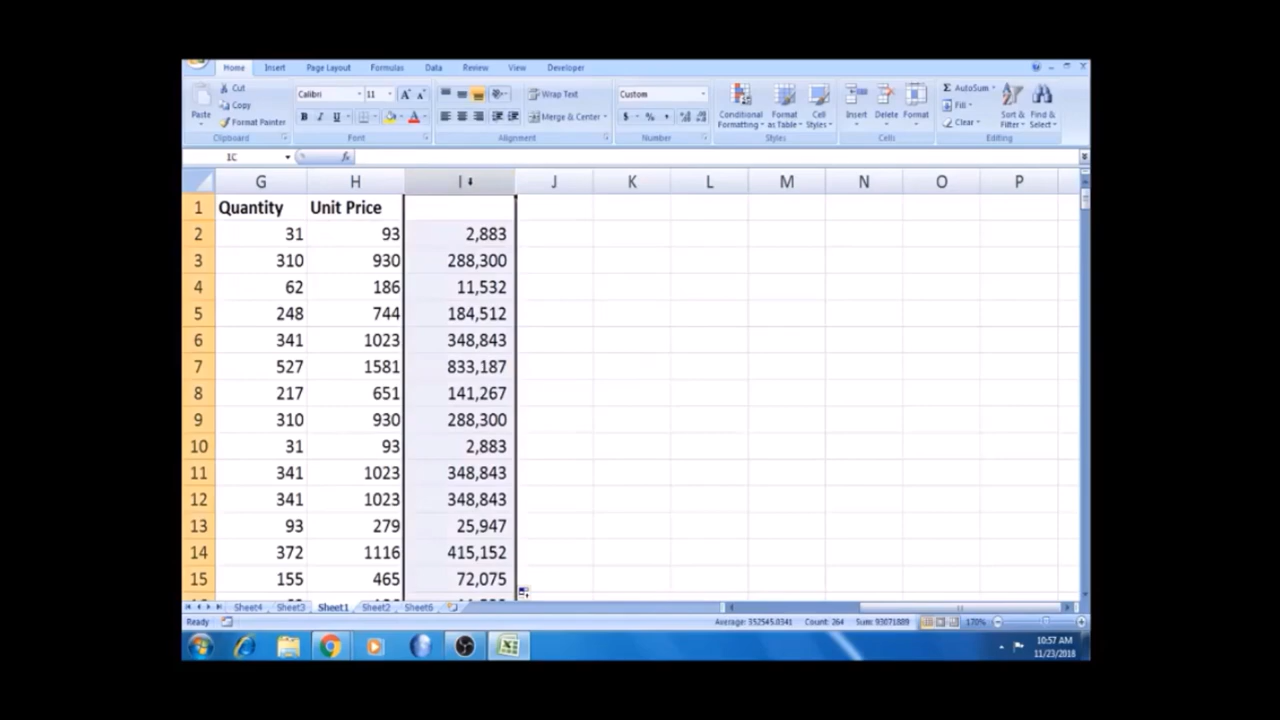 Home Insert Page Layout Formulas Data Review View Developer
Cut
Copy
Format Painter
Paste
Clipboard
Calibri 11
Font
Wrap Text
Merge & Center
Alignment
Custom
Number
Conditional Formatting
Format as Table
Cell Styles
Styles
Insert Delete Format
Cells
AutoSum
Fill
Clear
Sort & Filter
Find & Select
Editing
1C fx
G H I J K L M N O P
1 Quantity Unit Price
2 31 93 2,883
3 310 930 288,300
4 62 186 11,532
5 248 744 184,512
6 341 1023 348,843
7 527 1581 833,187
8 217 651 141,267
9 310 930 288,300
10 31 93 2,883
11 341 1023 348,843
12 341 1023 348,843
13 93 279 25,947
14 372 1116 415,152
15 155 465 72,075
Sheet4 Sheet3 Sheet1 Sheet2 Sheet6
Ready Average: 352545.0341 Count: 264 Sum: 93071889 170%
10:57 AM
11/23/2018